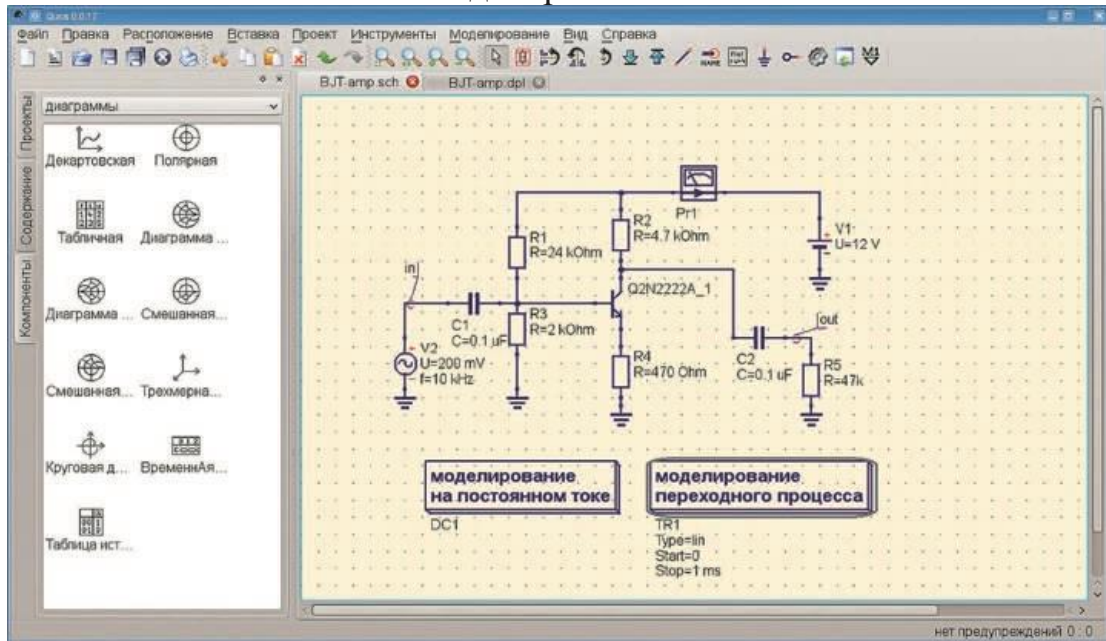 Qucs 0.0.17
Файл Правка Расположение Вставка Проект Инструменты Моделирование Вид Справка
NAME
BJT-amp.sch BJT-amp.dpl
Проекты
Содержание
Компоненты
диаграммы
Декартовская Полярная
Табличная Диаграмма ...
Диаграмма ... Смешанная...
Смешанная... Трехмерна...
Круговая д... ВременнАя...
Таблица ист...
Pr1
R2
R=4.7 kOhm
V1
U=12 V
R1
R=24 kOhm
in
Q2N2222A_1
R3
R=2 kOhm
C1
C=0.1 uF
out
V2
U=200 mV
f=10 kHz
R4
R=470 Ohm
C2
C=0.1 uF
R5
R=47k
моделирование
на постоянном токе
DC1
моделирование
переходного процесса
TR1
Type=lin
Start=0
Stop=1 ms
нет предупреждений 0 : 0